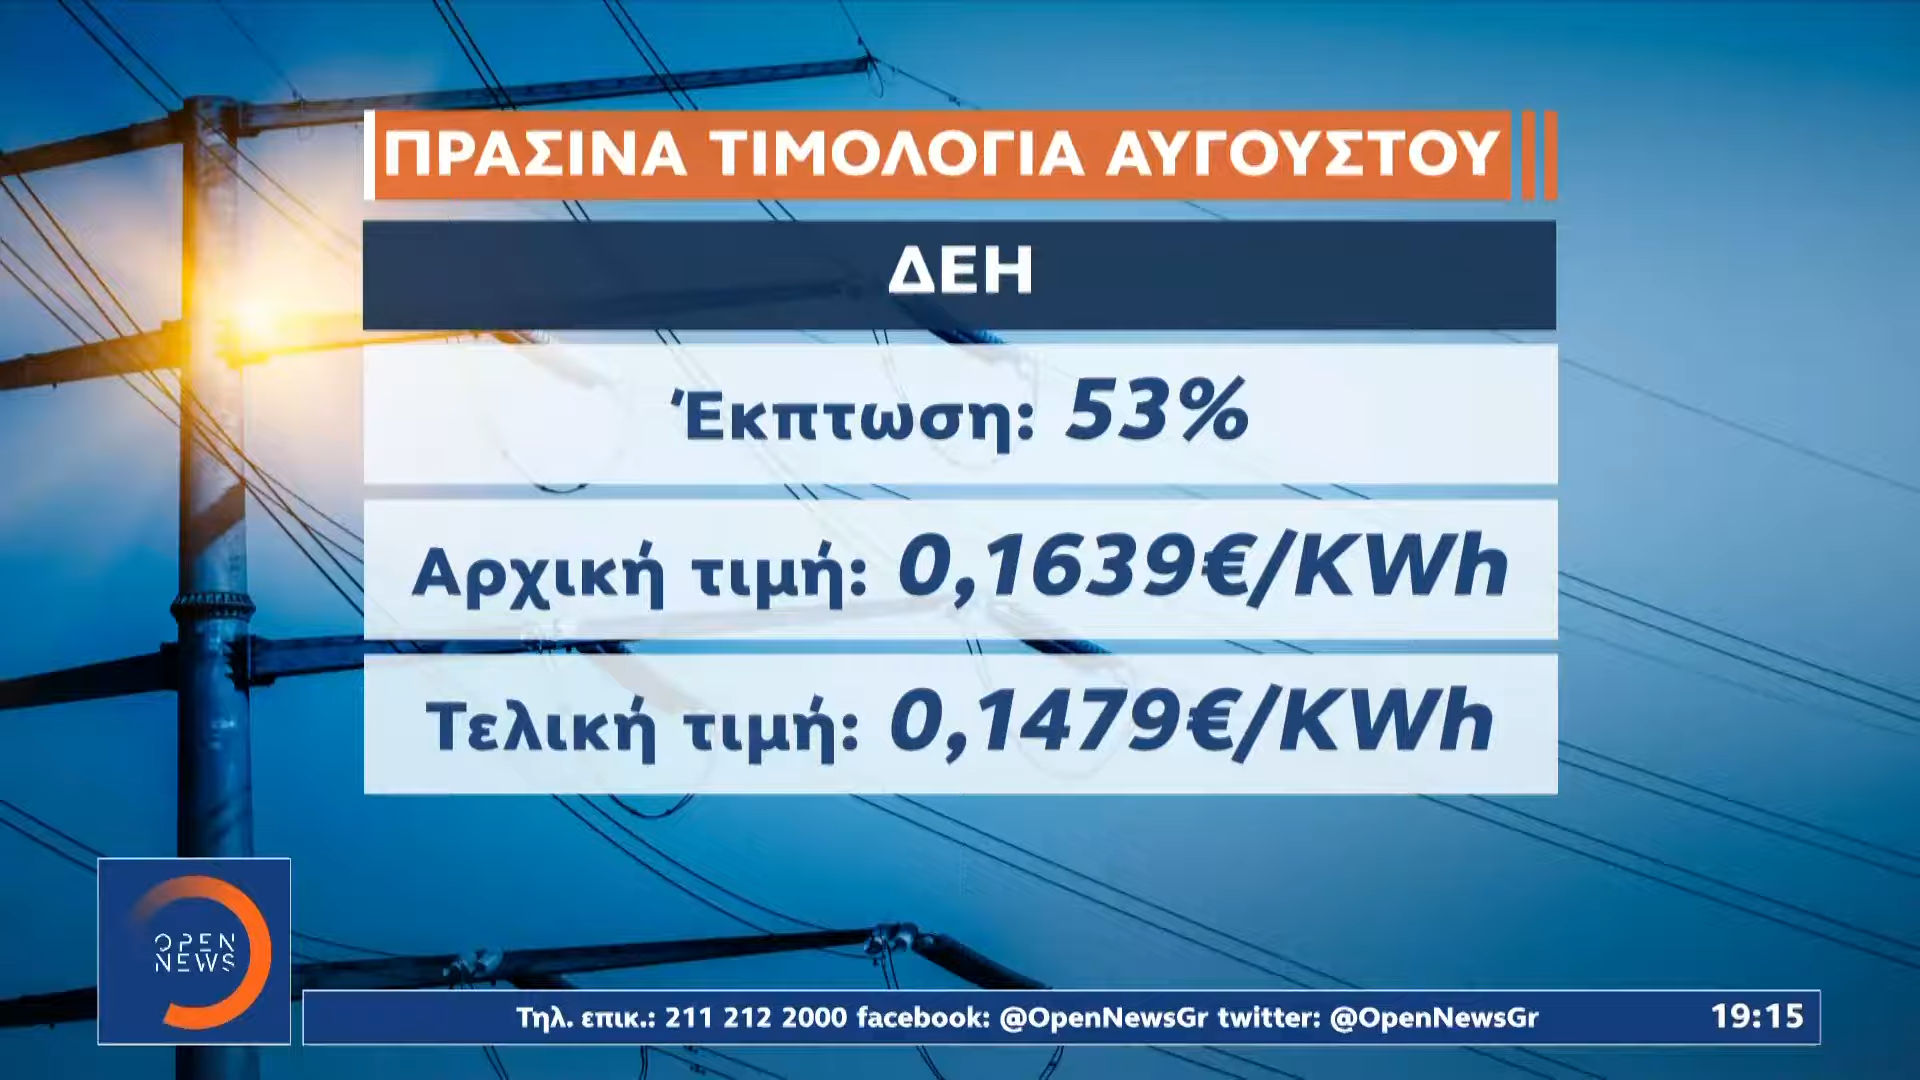 ΠΡΑΣΙΝΑ ΤΙΜΟΛΟΓΙΑ ΑΥΓΟΥΣΤΟΥ
ΔΕΗ
Έκπτωση: 53%
Αρχική τιμή: 0,1639€/KWh
Τελική τιμή: 0,1479€/KWh
OPEN
NEWS
Τηλ. επικ.: 211 212 2000 facebook: @OpenNewsGr twitter: @OpenNewsGr
19:15